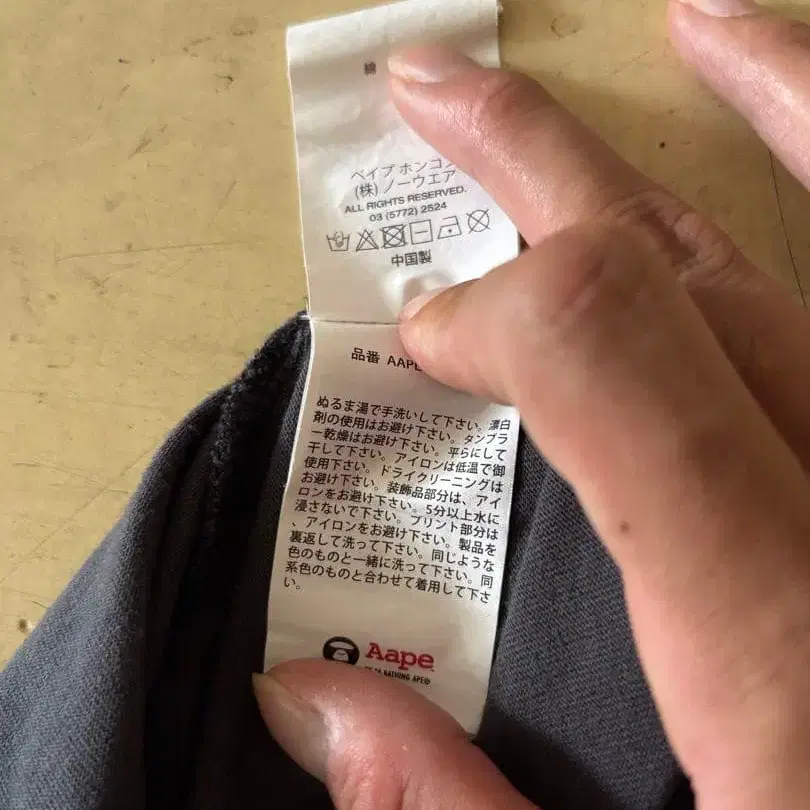 綿
ベイプ ホンコン
(株) ノーウエア
ALL RIGHTS RESERVED.
03 (5772) 2524
中国製
品番 AAPE
ぬるま湯で手洗いして下さい。漂白
剤の使用はお避け下さい。タンブラ
ー乾燥はお避け下さい。平らにして
干して下さい。アイロンは低温で御
使用下さい。ドライクリーニングは
お避け下さい。装飾品部分は、アイ
ロンをお避け下さい。5分以上水に
浸さないで下さい。プリント部分は
、アイロンをお避け下さい。製品を
裏返して洗って下さい。同じような
色のものと一緒に洗って下さい。同
系色のものと合わせて着用して下さ
い。
Aape
BATHING APE®